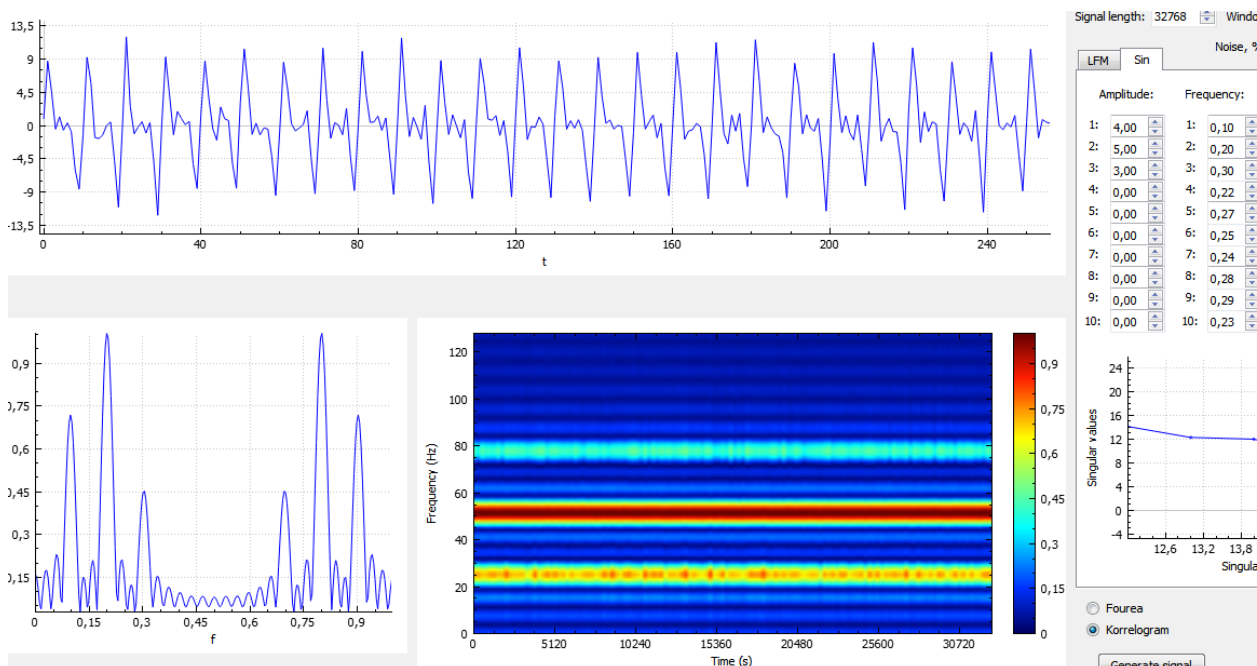 Signal length: 32768 Windo
Noise, %
LFM Sin
Amplitude: Frequency:
1: 4,00 1: 0,10
2: 5,00 2: 0,20
3: 3,00 3: 0,30
4: 0,00 4: 0,22
5: 0,00 5: 0,27
6: 0,00 6: 0,25
7: 0,00 7: 0,24
8: 0,00 8: 0,28
9: 0,00 9: 0,29
10: 0,00 10: 0,23
13,5
9
4,5
0
-4,5
-9
-13,5
0 40 80 120 160 200 240
t
0,9
0,75
0,6
0,45
0,3
0,15
0
0 0,15 0,3 0,45 0,6 0,75 0,9
f
Frequency (Hz)
120
100
80
60
40
20
0
0 5120 10240 15360 20480 25600 30720
Time (s)
0,9
0,75
0,6
0,45
0,3
0,15
0
Singular values
24
20
16
12
8
4
0
-4
12,6 13,2 13,8
Singula
Fourea
Korrelogram
Generate signal